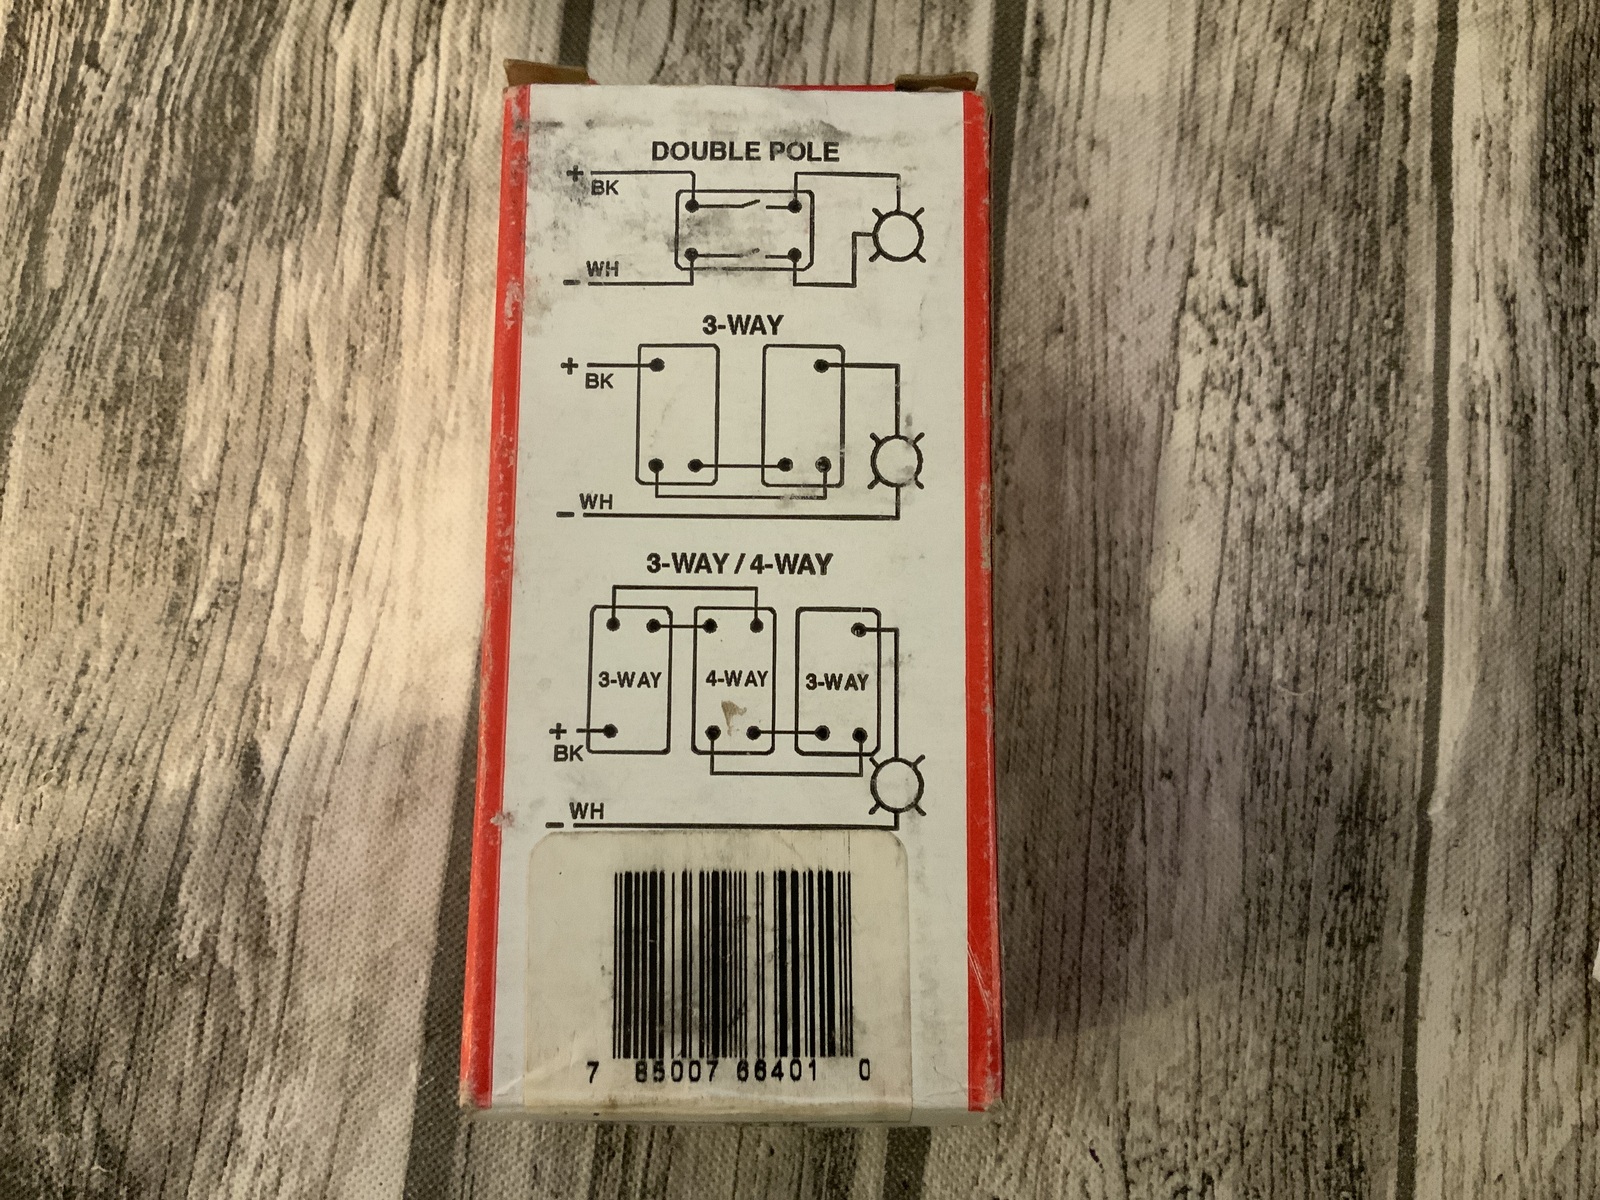 DOUBLE POLE
+ BK
- WH
3-WAY
+ BK
- WH
3-WAY / 4-WAY
3-WAY 4-WAY 3-WAY
+ BK
- WH
7 85007 66401 0